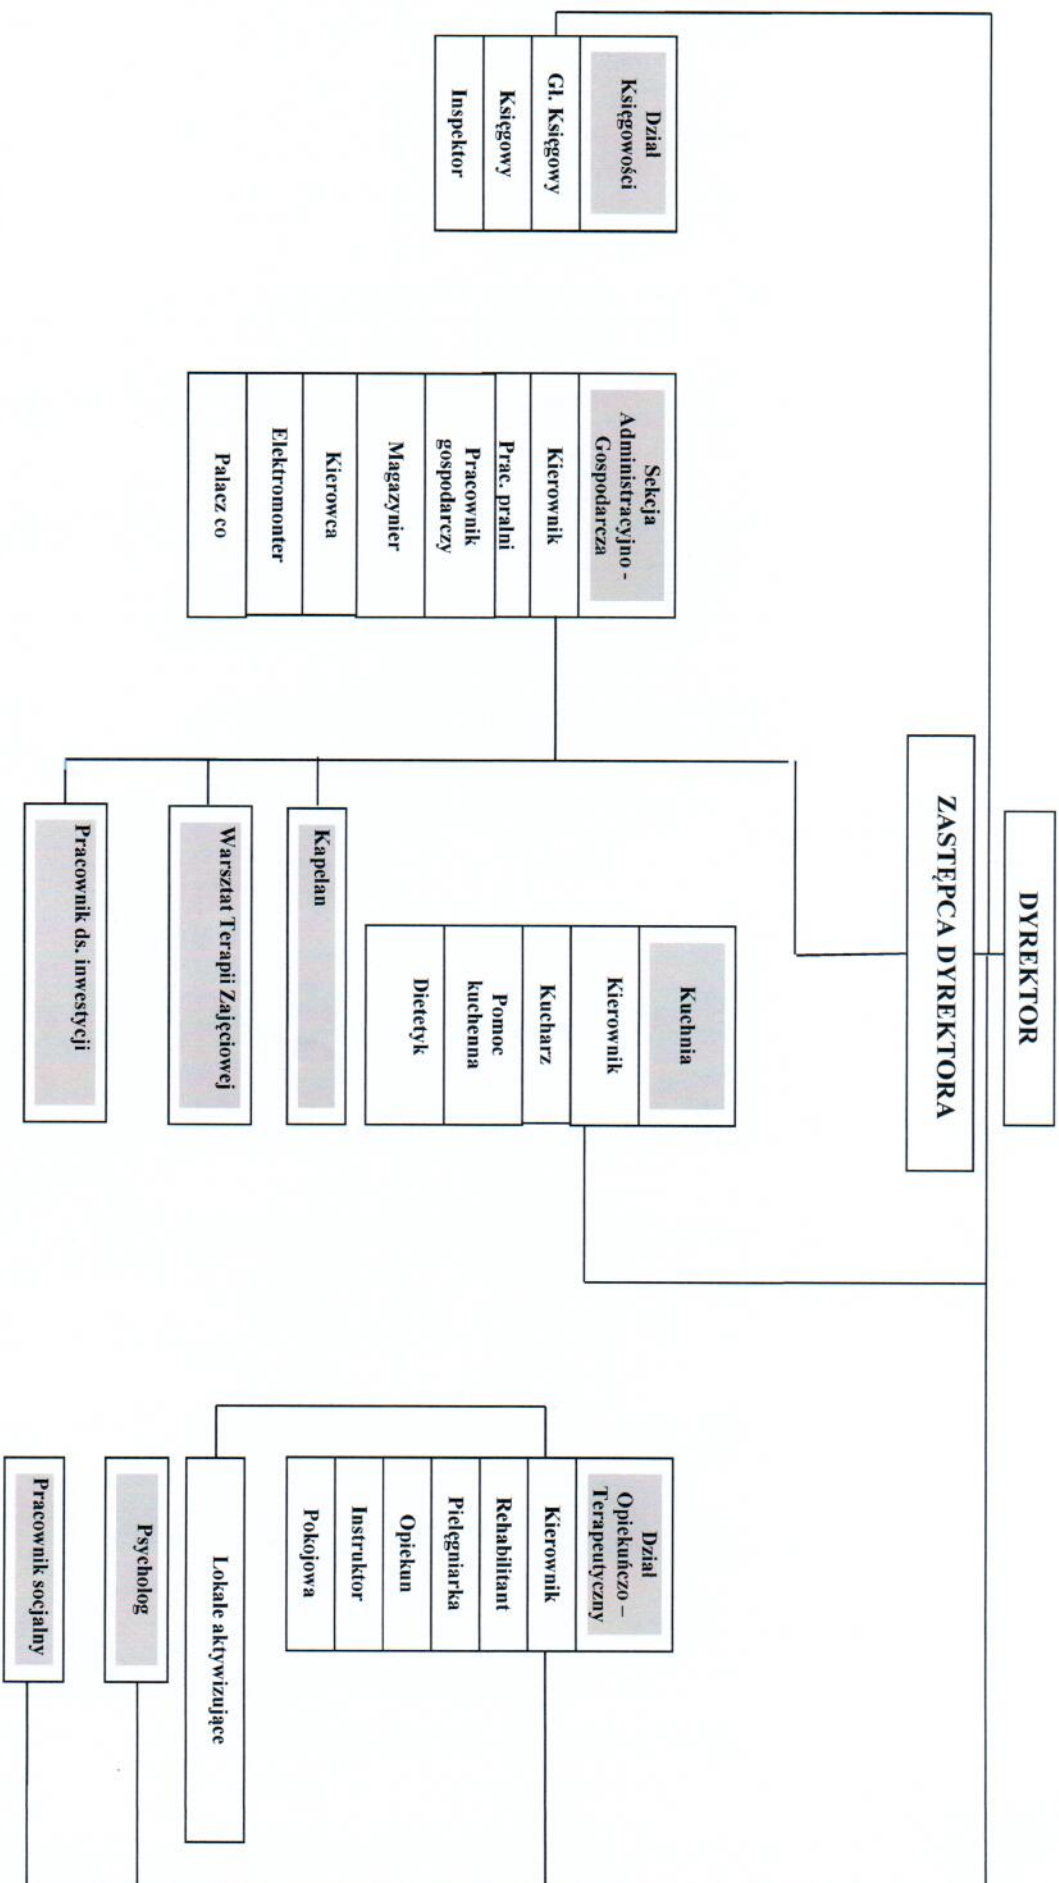 DYREKTOR
ZASTĘPCA DYREKTORA
Dział
Księgowości
Gł. Księgowy
Księgowy
Inspektor
Sekcja
Administracyjno -
Gospodarcza
Kierownik
Prac. pralni
Pracownik
gospodarczy
Magazynier
Kierowca
Elektromonter
Palacz co
Kuchnia
Kierownik
Kucharz
Pomoc
kuchenna
Dietetyk
Kapelan
Warsztat Terapii Zajęciowej
Pracownik ds. inwestycji
Dział
Opiekuńczo –
Terapeutyczny
Kierownik
Rehabilitant
Pielęgniarka
Opiekun
Instruktor
Pokojowa
Lokale aktywizujące
Psycholog
Pracownik socjalny